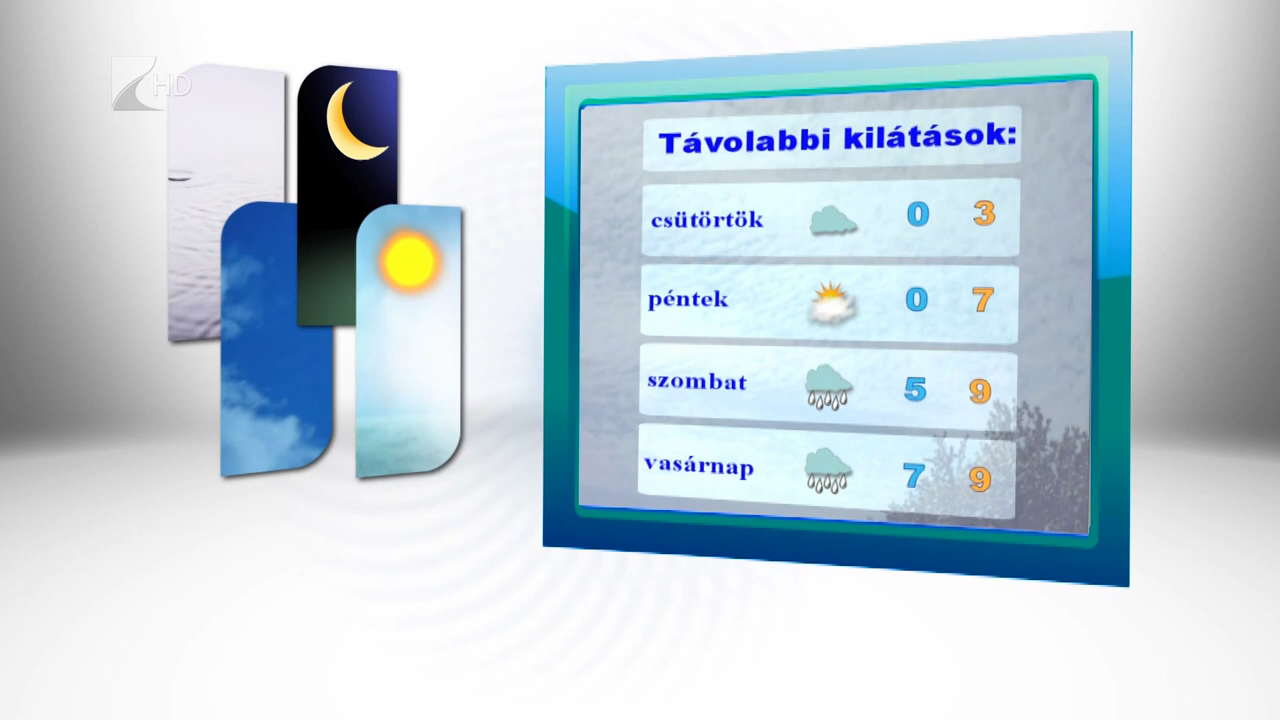 HD
Távolabbi kilátások:
csütörtök 0 3
péntek 0 7
szombat 5 9
vasárnap 7 9